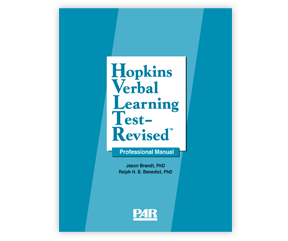 Hopkins
Verbal
Learning
Test–
Revised™
Professional Manual
Jason Brandt, PhD
Ralph H. B. Benedict, PhD
PAR